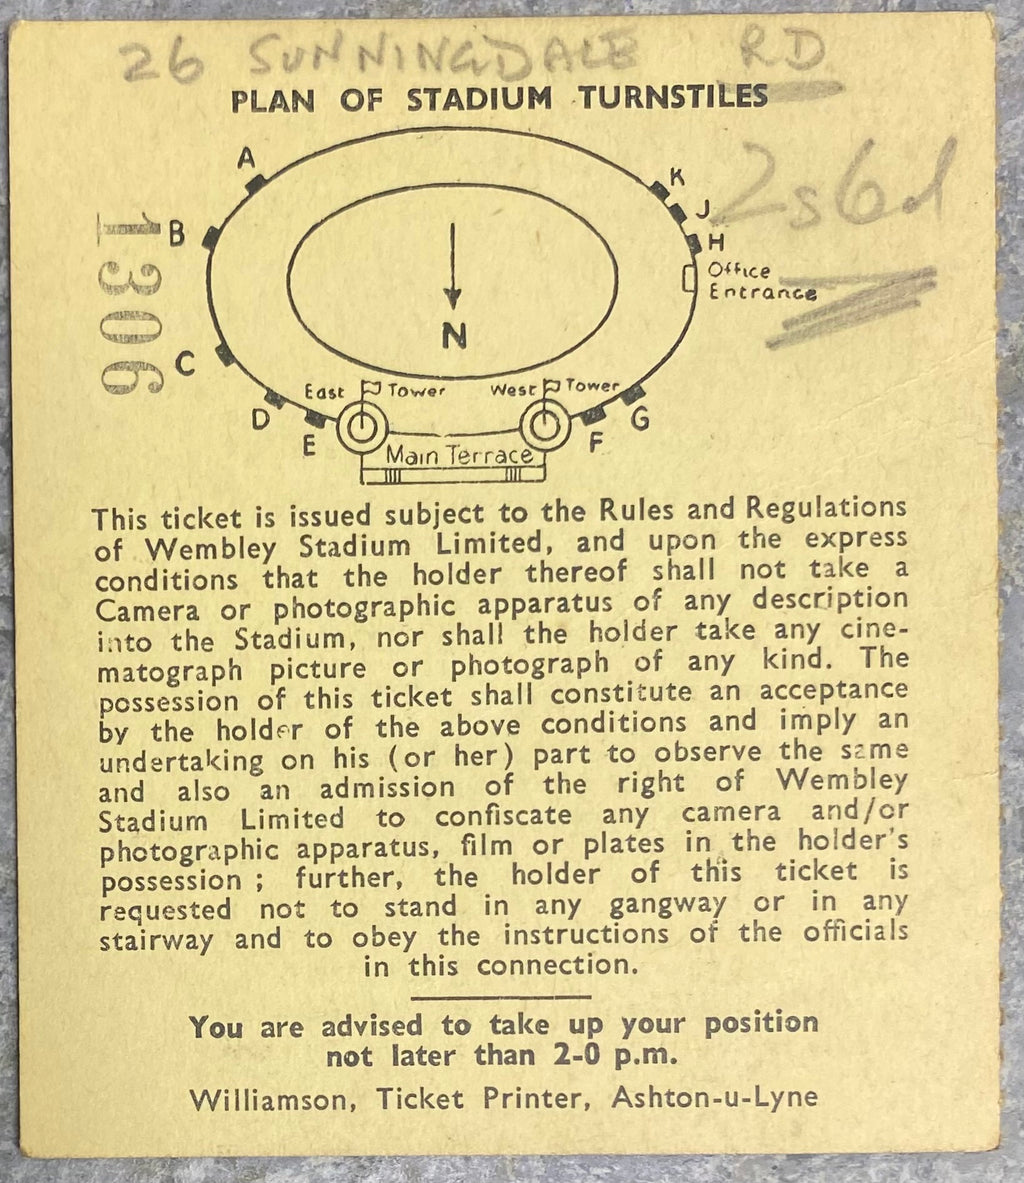 26 SUNNINGDALE RD
PLAN OF STADIUM TURNSTILES
A
K
2s6d
J
B
H
1306
Office
Entrance
N
C
East Tower
West Tower
D
E
F
G
Main Terrace
This ticket is issued subject to the Rules and Regulations
of Wembley Stadium Limited, and upon the express
conditions that the holder thereof shall not take a
Camera or photographic apparatus of any description
into the Stadium, nor shall the holder take any cine-
matograph picture or photograph of any kind. The
possession of this ticket shall constitute an acceptance
by the holder of the above conditions and imply an
undertaking on his (or her) part to observe the same
and also an admission of the right of Wembley
Stadium Limited to confiscate any camera and/or
photographic apparatus, film or plates in the holder's
possession ; further, the holder of this ticket is
requested not to stand in any gangway or in any
stairway and to obey the instructions of the officials
in this connection.
You are advised to take up your position
not later than 2-0 p.m.
Williamson, Ticket Printer, Ashton-u-Lyne